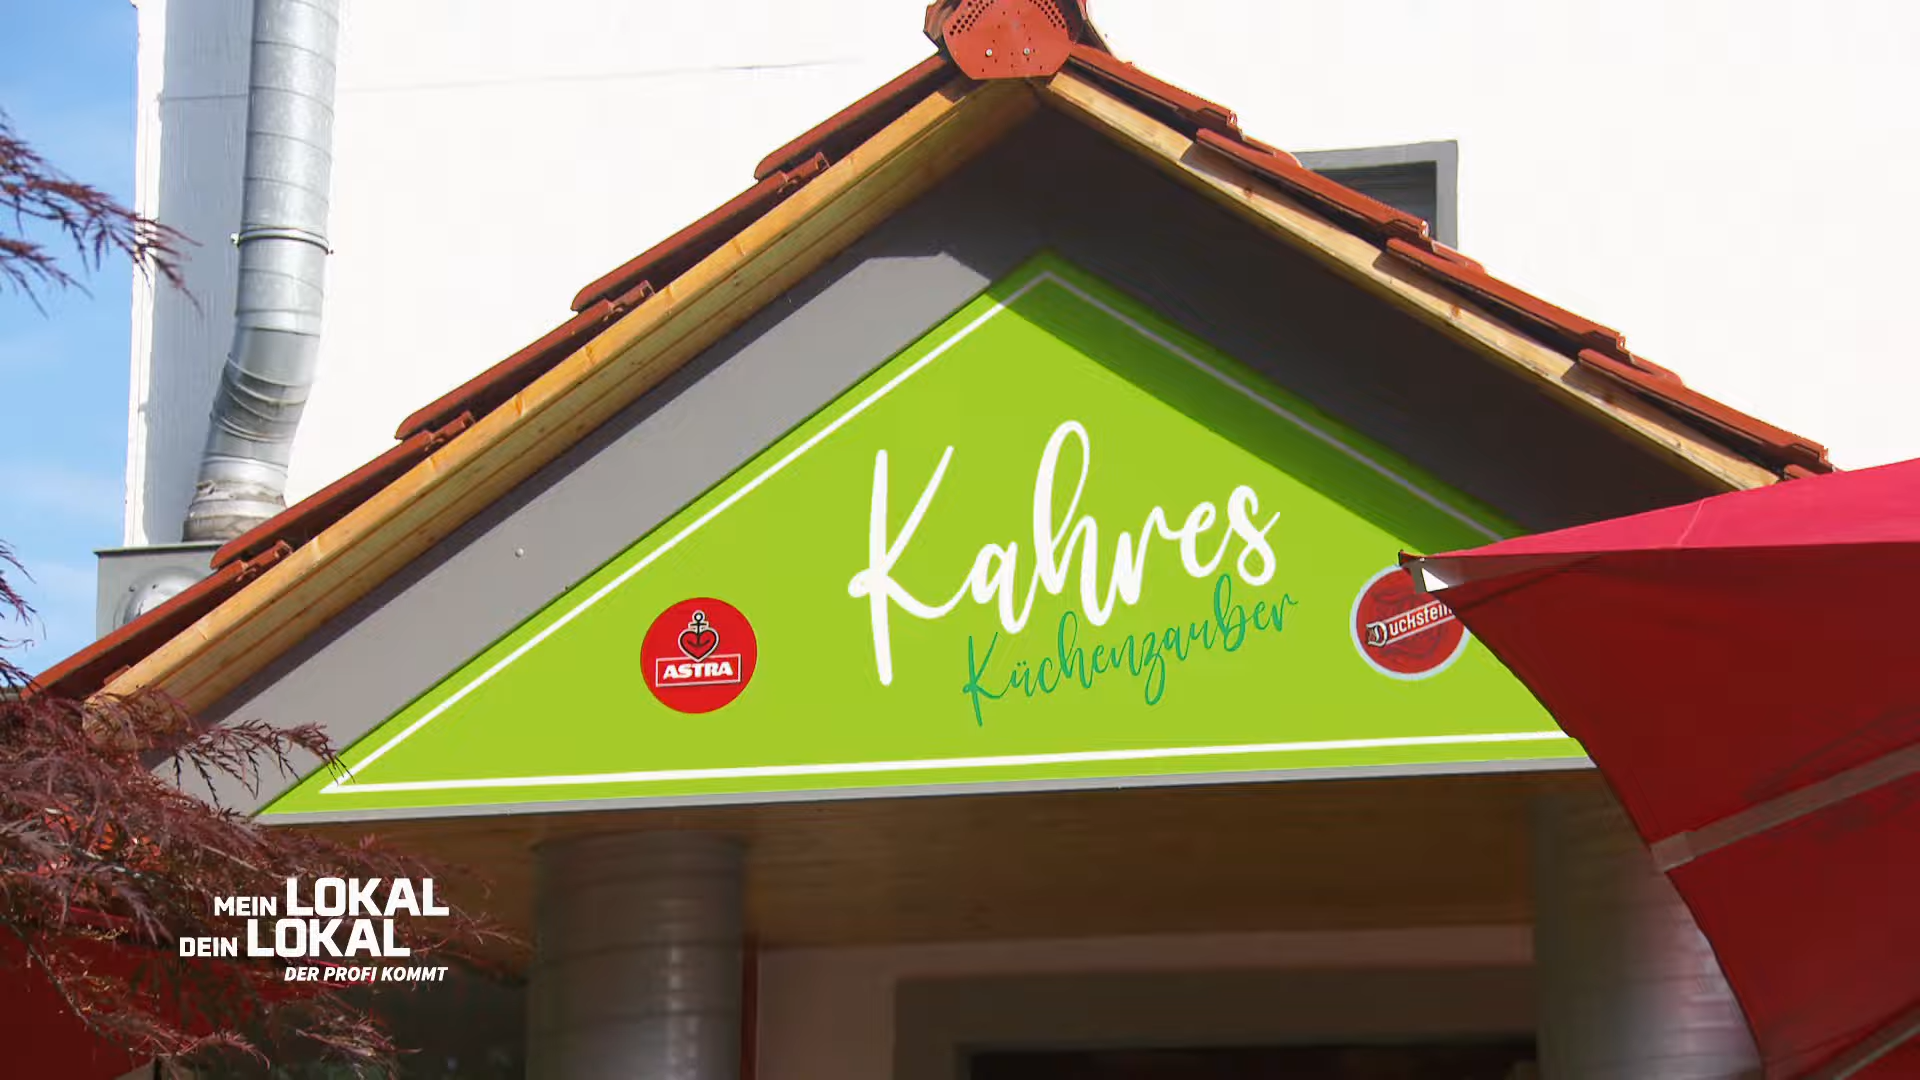 Kahres
Küchenzauber
ASTRA
Duckstein
MEIN LOKAL
DEIN LOKAL
DER PROFI KOMMT